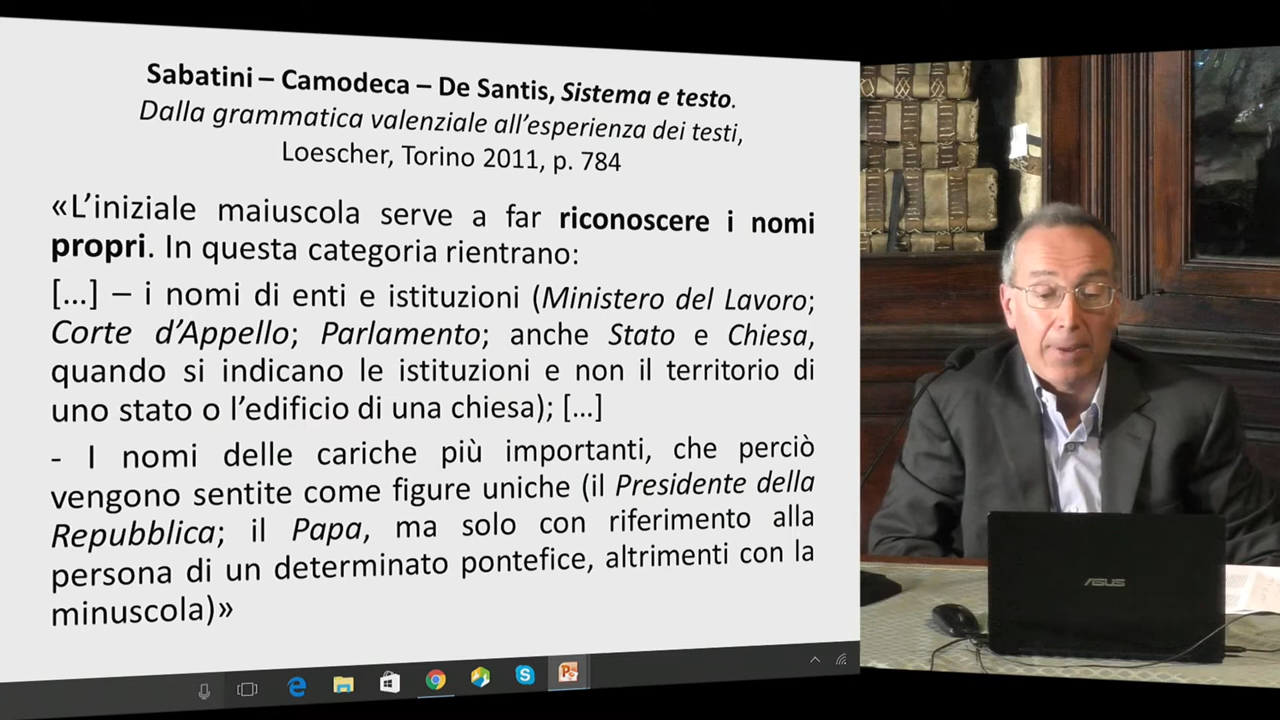 Sabatini – Camodeca – De Santis, Sistema e testo.
Dalla grammatica valenziale all'esperienza dei testi,
Loescher, Torino 2011, p. 784
«L'iniziale maiuscola serve a far riconoscere i nomi
propri. In questa categoria rientrano:
[...] – i nomi di enti e istituzioni (Ministero del Lavoro;
Corte d'Appello; Parlamento; anche Stato e Chiesa,
quando si indicano le istituzioni e non il territorio di
uno stato o l'edificio di una chiesa); [...]
- I nomi delle cariche più importanti, che perciò
vengono sentite come figure uniche (il Presidente della
Repubblica; il Papa, ma solo con riferimento alla
persona di un determinato pontefice, altrimenti con la
minuscola)»
ASUS